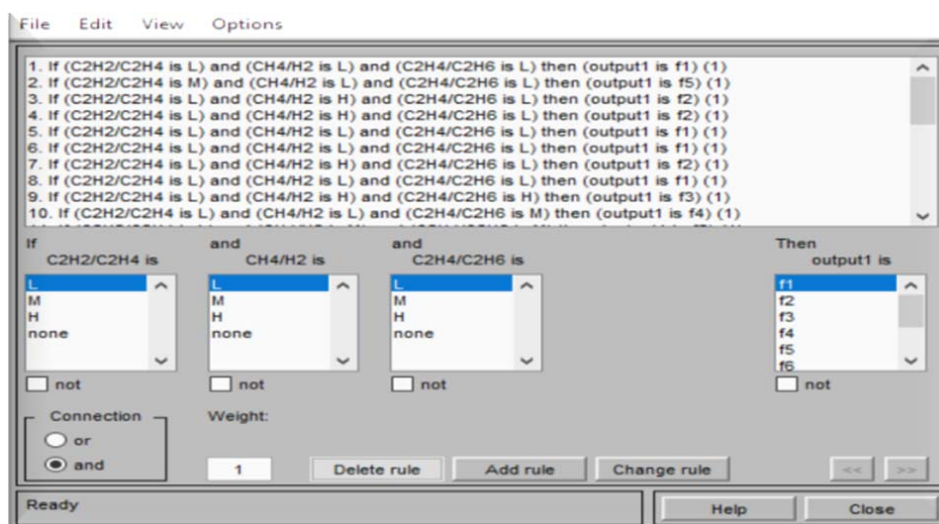 File Edit View Options
1. If (C2H2/C2H4 is L) and (CH4/H2 is L) and (C2H4/C2H6 is L) then (output1 is f1) (1)
2. If (C2H2/C2H4 is M) and (CH4/H2 is L) and (C2H4/C2H6 is L) then (output1 is f5) (1)
3. If (C2H2/C2H4 is L) and (CH4/H2 is H) and (C2H4/C2H6 is L) then (output1 is f2) (1)
4. If (C2H2/C2H4 is L) and (CH4/H2 is H) and (C2H4/C2H6 is L) then (output1 is f2) (1)
5. If (C2H2/C2H4 is L) and (CH4/H2 is L) and (C2H4/C2H6 is L) then (output1 is f1) (1)
6. If (C2H2/C2H4 is L) and (CH4/H2 is L) and (C2H4/C2H6 is L) then (output1 is f1) (1)
7. If (C2H2/C2H4 is L) and (CH4/H2 is H) and (C2H4/C2H6 is L) then (output1 is f2) (1)
8. If (C2H2/C2H4 is L) and (CH4/H2 is L) and (C2H4/C2H6 is L) then (output1 is f1) (1)
9. If (C2H2/C2H4 is L) and (CH4/H2 is H) and (C2H4/C2H6 is H) then (output1 is f3) (1)
10. If (C2H2/C2H4 is L) and (CH4/H2 is L) and (C2H4/C2H6 is M) then (output1 is f4) (1)
If and and Then
C2H2/C2H4 is CH4/H2 is C2H4/C2H6 is output1 is
L L L f1
M M M f2
H H H f3
none none none f4
f5
f6
not not not not
Connection Weight:
or
and 1 Delete rule Add rule Change rule << >>
Ready Help Close